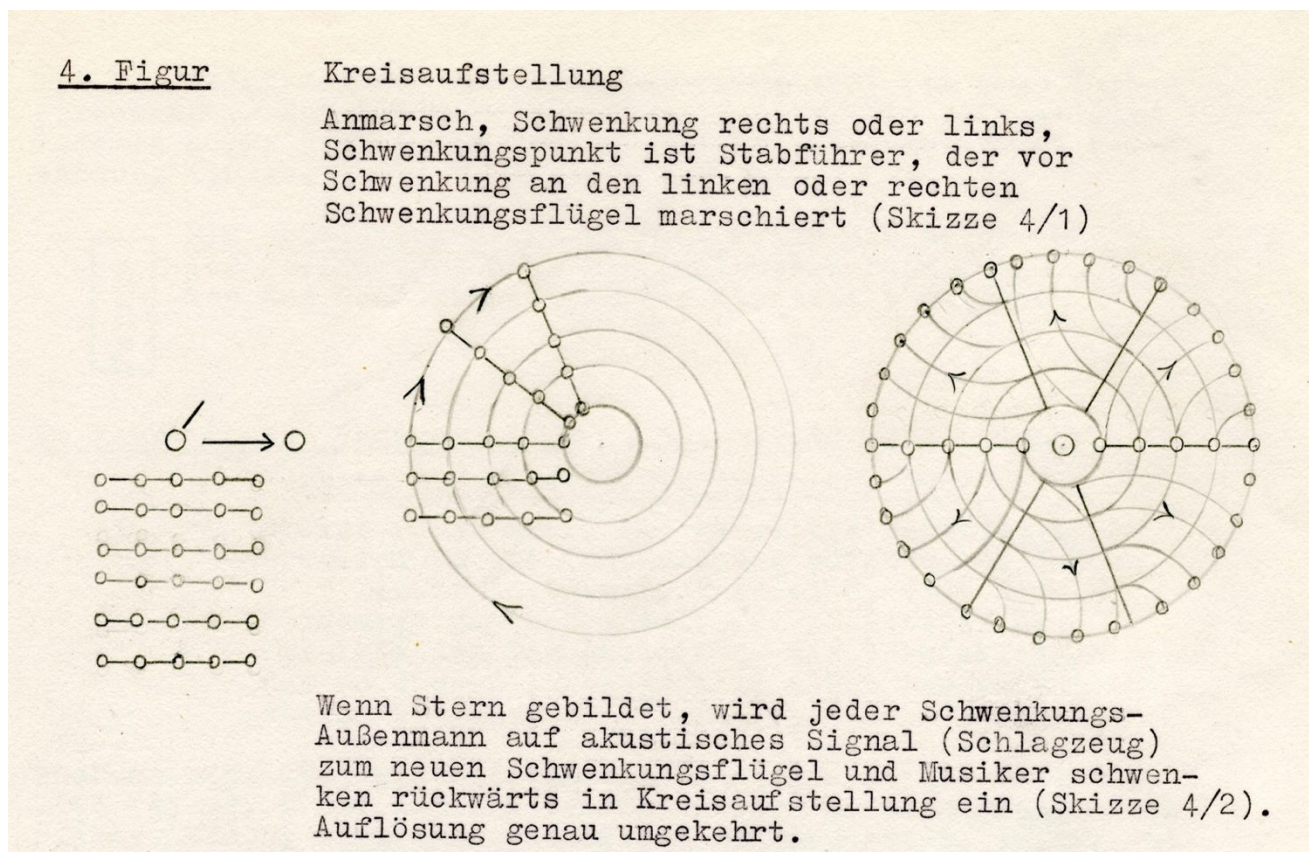 4. Figur Kreisaufstellung
Anmarsch, Schwenkung rechts oder links,
Schwenkungspunkt ist Stabführer, der vor
Schwenkung an den linken oder rechten
Schwenkungsflügel marschiert (Skizze 4/1)
Wenn Stern gebildet, wird jeder Schwenkungs-
Außenmann auf akustisches Signal (Schlagzeug)
zum neuen Schwenkungsflügel und Musiker schwen-
ken rückwärts in Kreisaufstellung ein (Skizze 4/2).
Auflösung genau umgekehrt.